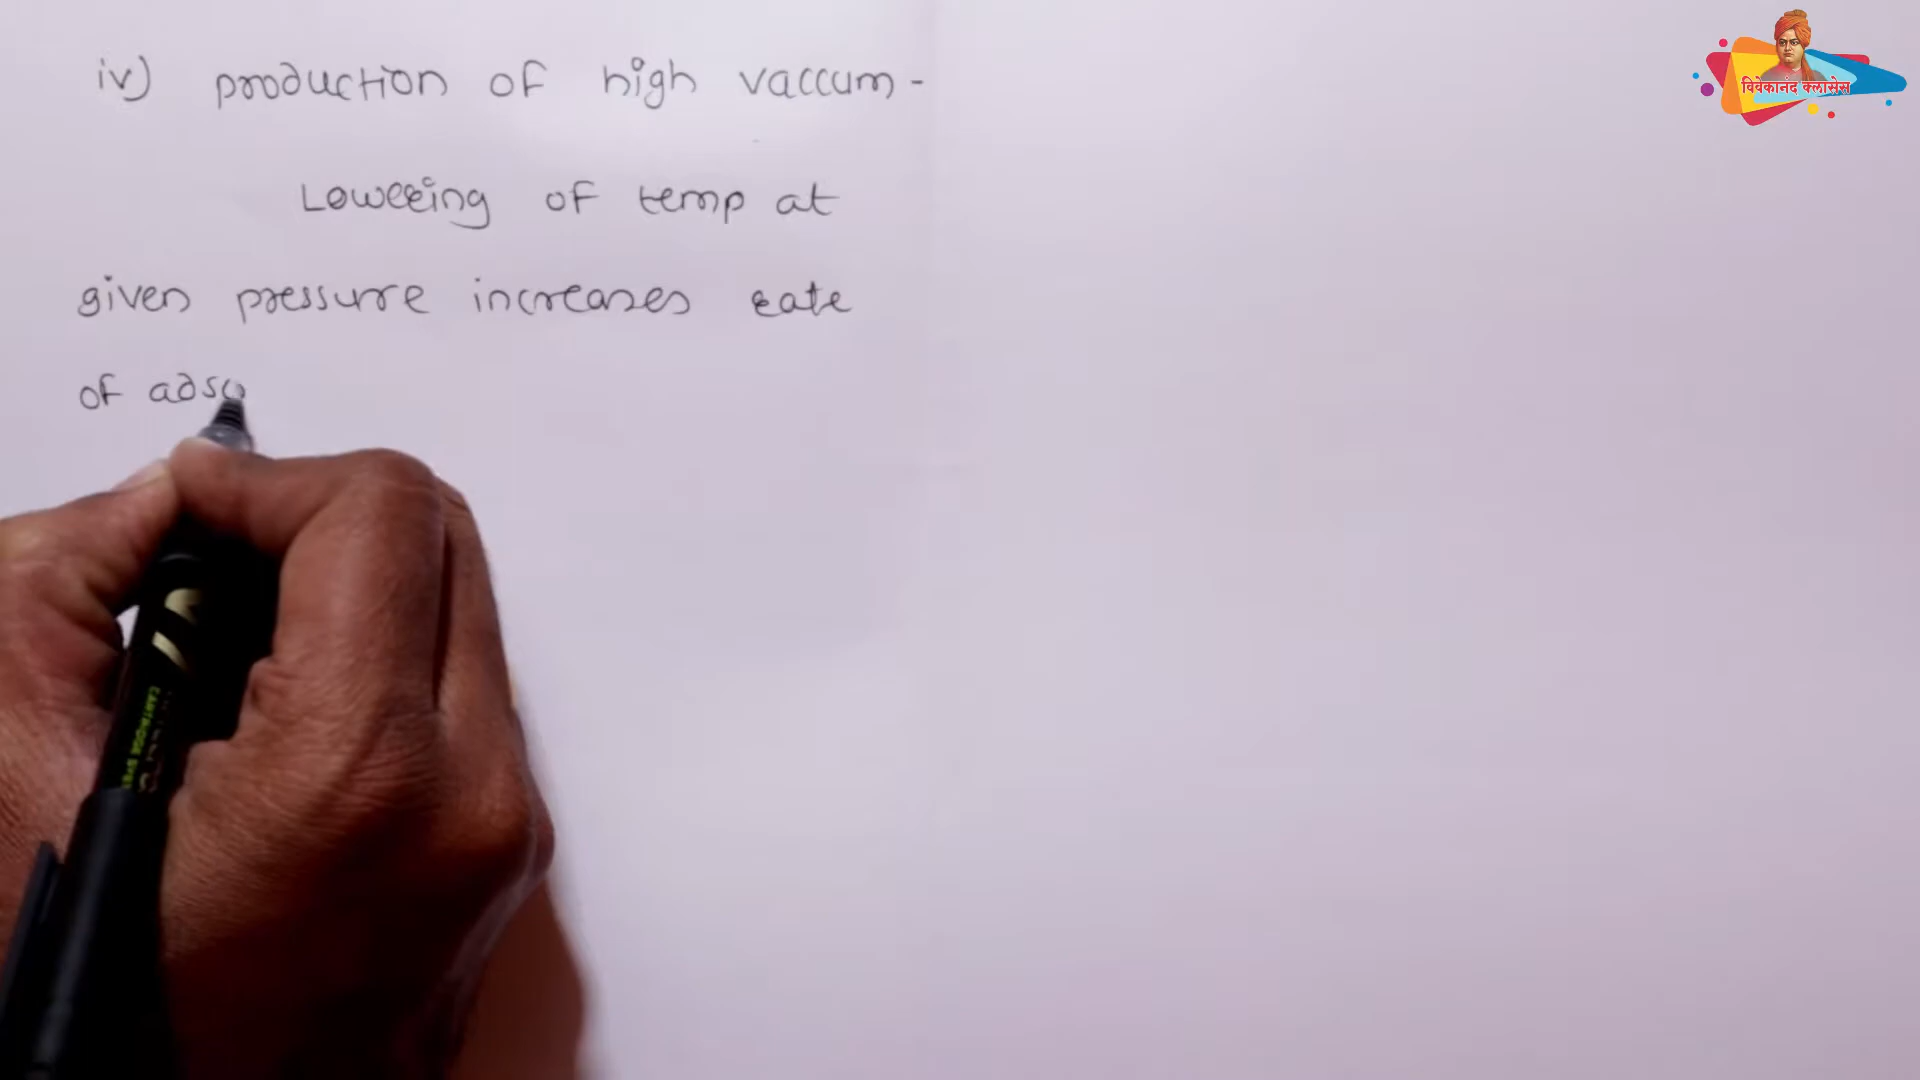 iv) production of high vaccum -
Lowering of temp at
given pressure increases rate
of adso
विवेकानंद क्लासेस